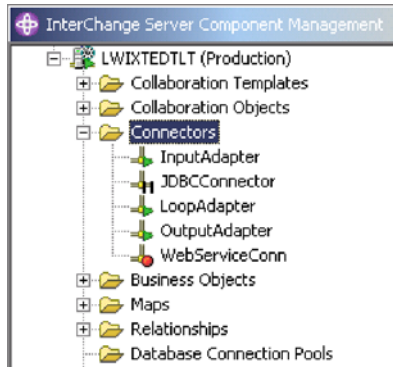 InterChange Server Component Management
LWIXTEDTLT (Production)
Collaboration Templates
Collaboration Objects
Connectors
InputAdapter
JDBCConnector
LoopAdapter
OutputAdapter
WebServiceConn
Business Objects
Maps
Relationships
Database Connection Pools